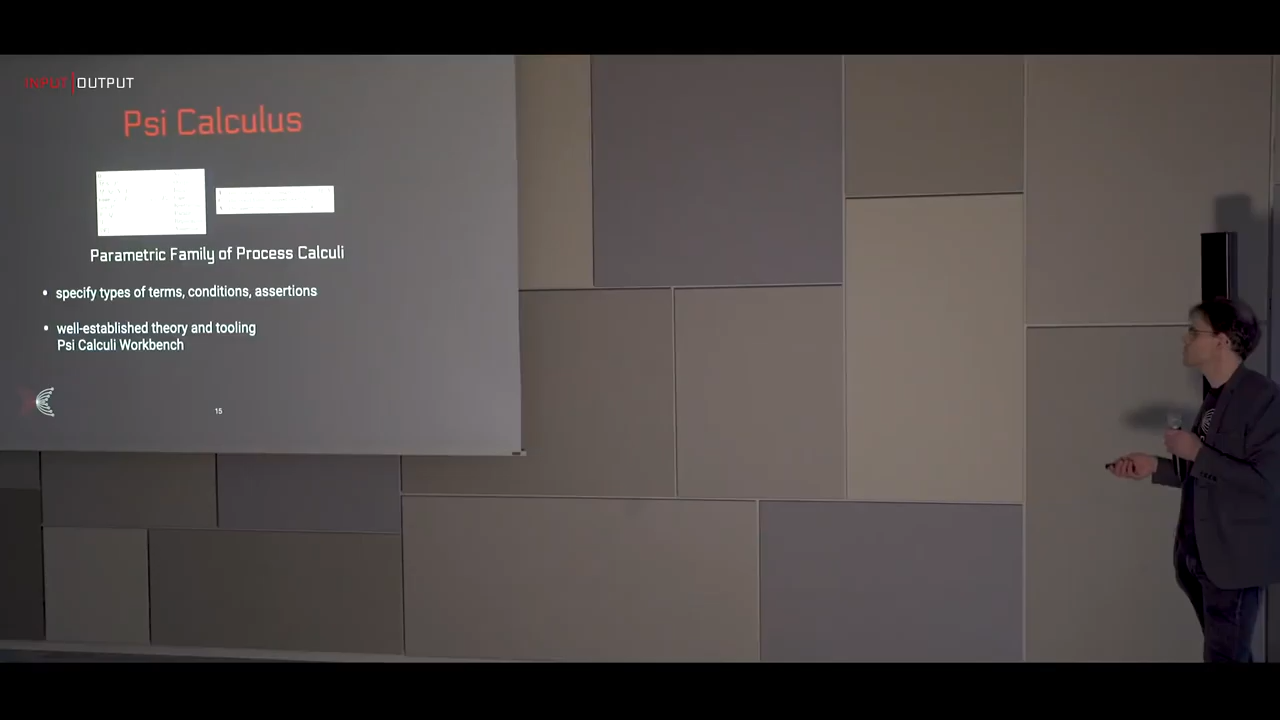 INPUT|OUTPUT
Psi Calculus
Parametric Family of Process Calculi
• specify types of terms, conditions, assertions
• well-established theory and tooling
Psi Calculi Workbench
15